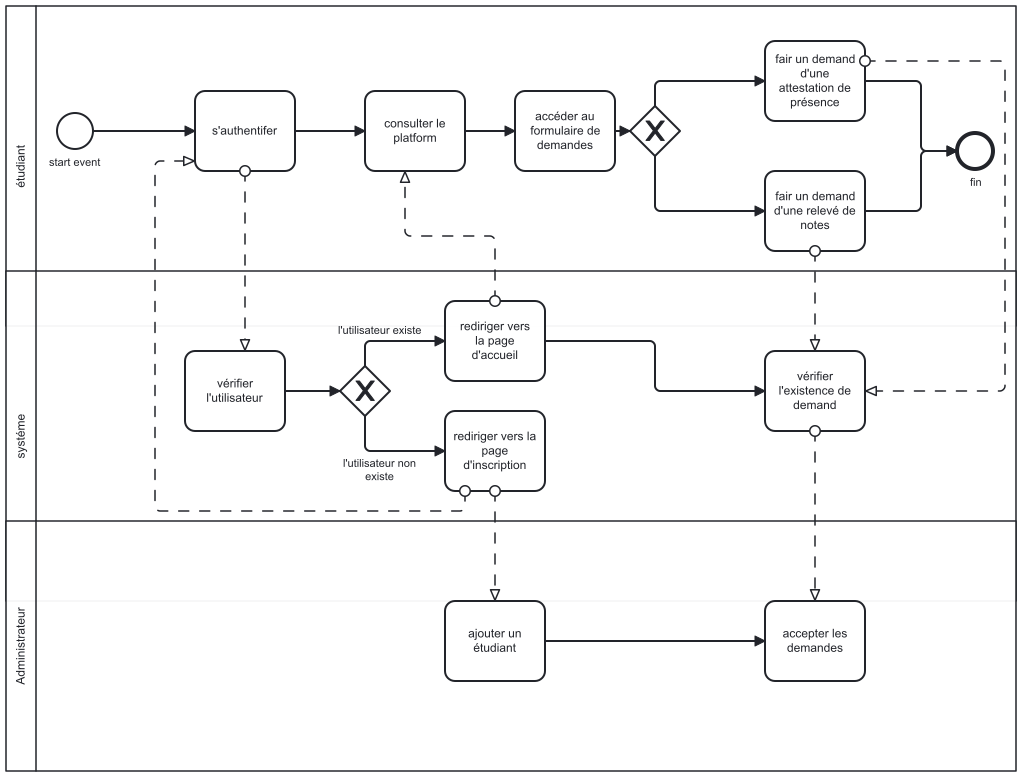 étudiant
start event
s'authentifer
consulter le
platform
accéder au
formulaire de
demandes
X
fair un demand
d'une
attestation de
présence
fair un demand
d'une relevé de
notes
fin
systéme
vérifier
l'utilisateur
X
l'utilisateur existe
l'utilisateur non
existe
rediriger vers
la page
d'accueil
rediriger vers la
page
d'inscription
vérifier
l'existence de
demand
Administrateur
ajouter un
étudiant
accepter les
demandes